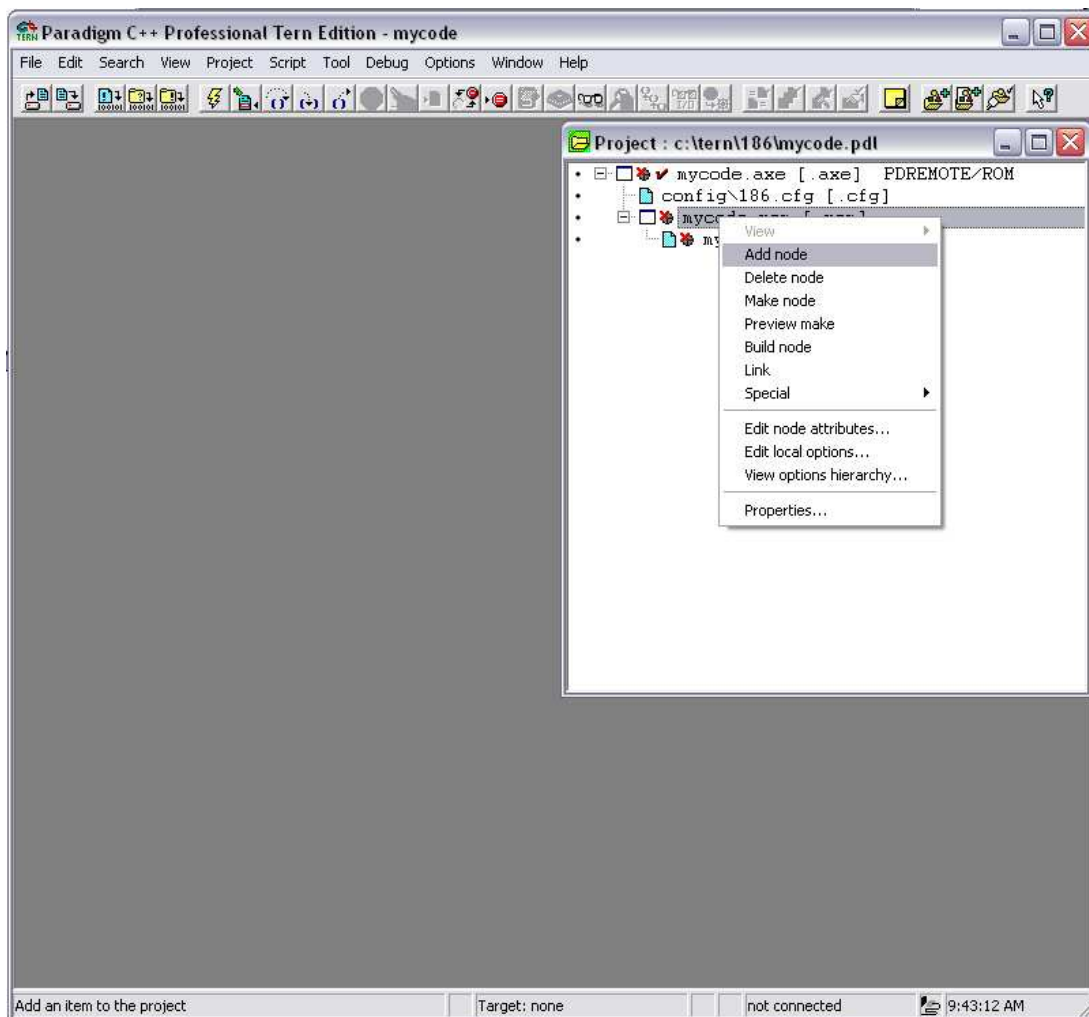 Paradigm C++ Professional Tern Edition - mycode
File Edit Search View Project Script Tool Debug Options Window Help
Project : c:\tern\186\mycode.pdl
mycode.axe [.axe] PDREMOTE/ROM
config\186.cfg [.cfg]
View
Add node
Delete node
Make node
Preview make
Build node
Link
Special
Edit node attributes...
Edit local options...
View options hierarchy...
Properties...
Add an item to the project
Target: none
not connected
9:43:12 AM